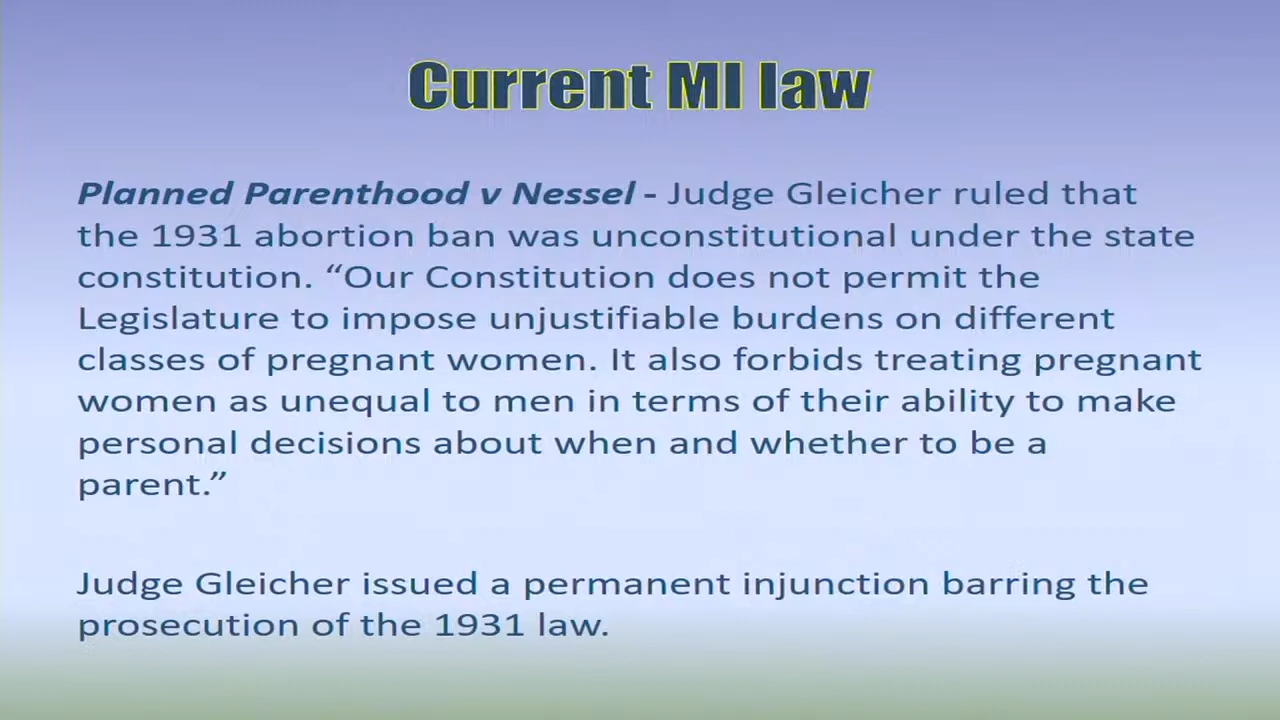 Current MI law
Planned Parenthood v Nessel - Judge Gleicher ruled that
the 1931 abortion ban was unconstitutional under the state
constitution. “Our Constitution does not permit the
Legislature to impose unjustifiable burdens on different
classes of pregnant women. It also forbids treating pregnant
women as unequal to men in terms of their ability to make
personal decisions about when and whether to be a
parent.”
Judge Gleicher issued a permanent injunction barring the
prosecution of the 1931 law.